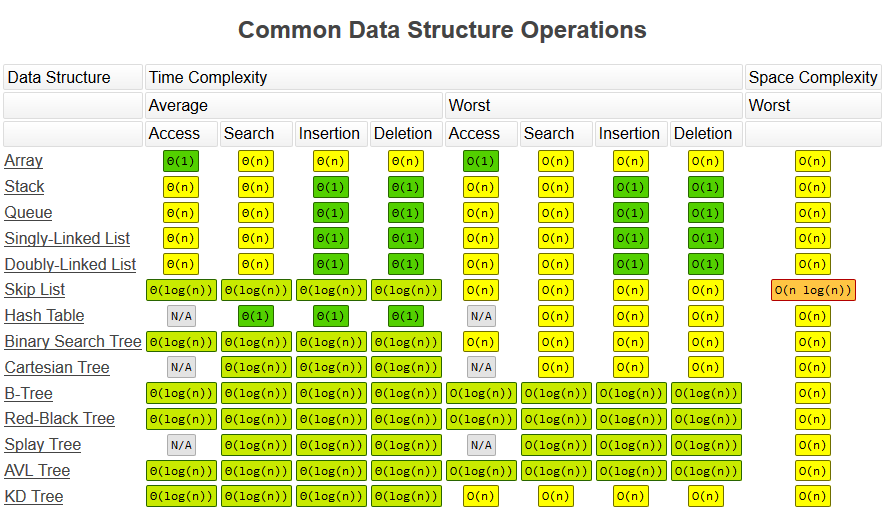 Common Data Structure Operations
Data Structure Time Complexity Space Complexity
Average Worst Worst
Access Search Insertion Deletion Access Search Insertion Deletion
Array Θ(1) Θ(n) Θ(n) Θ(n) O(1) O(n) O(n) O(n) O(n)
Stack Θ(n) Θ(n) Θ(1) Θ(1) O(n) O(n) O(1) O(1) O(n)
Queue Θ(n) Θ(n) Θ(1) Θ(1) O(n) O(n) O(1) O(1) O(n)
Singly-Linked List Θ(n) Θ(n) Θ(1) Θ(1) O(n) O(n) O(1) O(1) O(n)
Doubly-Linked List Θ(n) Θ(n) Θ(1) Θ(1) O(n) O(n) O(1) O(1) O(n)
Skip List Θ(log(n)) Θ(log(n)) Θ(log(n)) Θ(log(n)) O(n) O(n) O(n) O(n) O(n log(n))
Hash Table N/A Θ(1) Θ(1) Θ(1) N/A O(n) O(n) O(n) O(n)
Binary Search Tree Θ(log(n)) Θ(log(n)) Θ(log(n)) Θ(log(n)) O(n) O(n) O(n) O(n) O(n)
Cartesian Tree N/A Θ(log(n)) Θ(log(n)) Θ(log(n)) N/A O(n) O(n) O(n) O(n)
B-Tree Θ(log(n)) Θ(log(n)) Θ(log(n)) Θ(log(n)) O(log(n)) O(log(n)) O(log(n)) O(log(n)) O(n)
Red-Black Tree Θ(log(n)) Θ(log(n)) Θ(log(n)) Θ(log(n)) O(log(n)) O(log(n)) O(log(n)) O(log(n)) O(n)
Splay Tree N/A Θ(log(n)) Θ(log(n)) Θ(log(n)) N/A O(log(n)) O(log(n)) O(log(n)) O(n)
AVL Tree Θ(log(n)) Θ(log(n)) Θ(log(n)) Θ(log(n)) O(log(n)) O(log(n)) O(log(n)) O(log(n)) O(n)
KD Tree Θ(log(n)) Θ(log(n)) Θ(log(n)) Θ(log(n)) O(n) O(n) O(n) O(n) O(n)